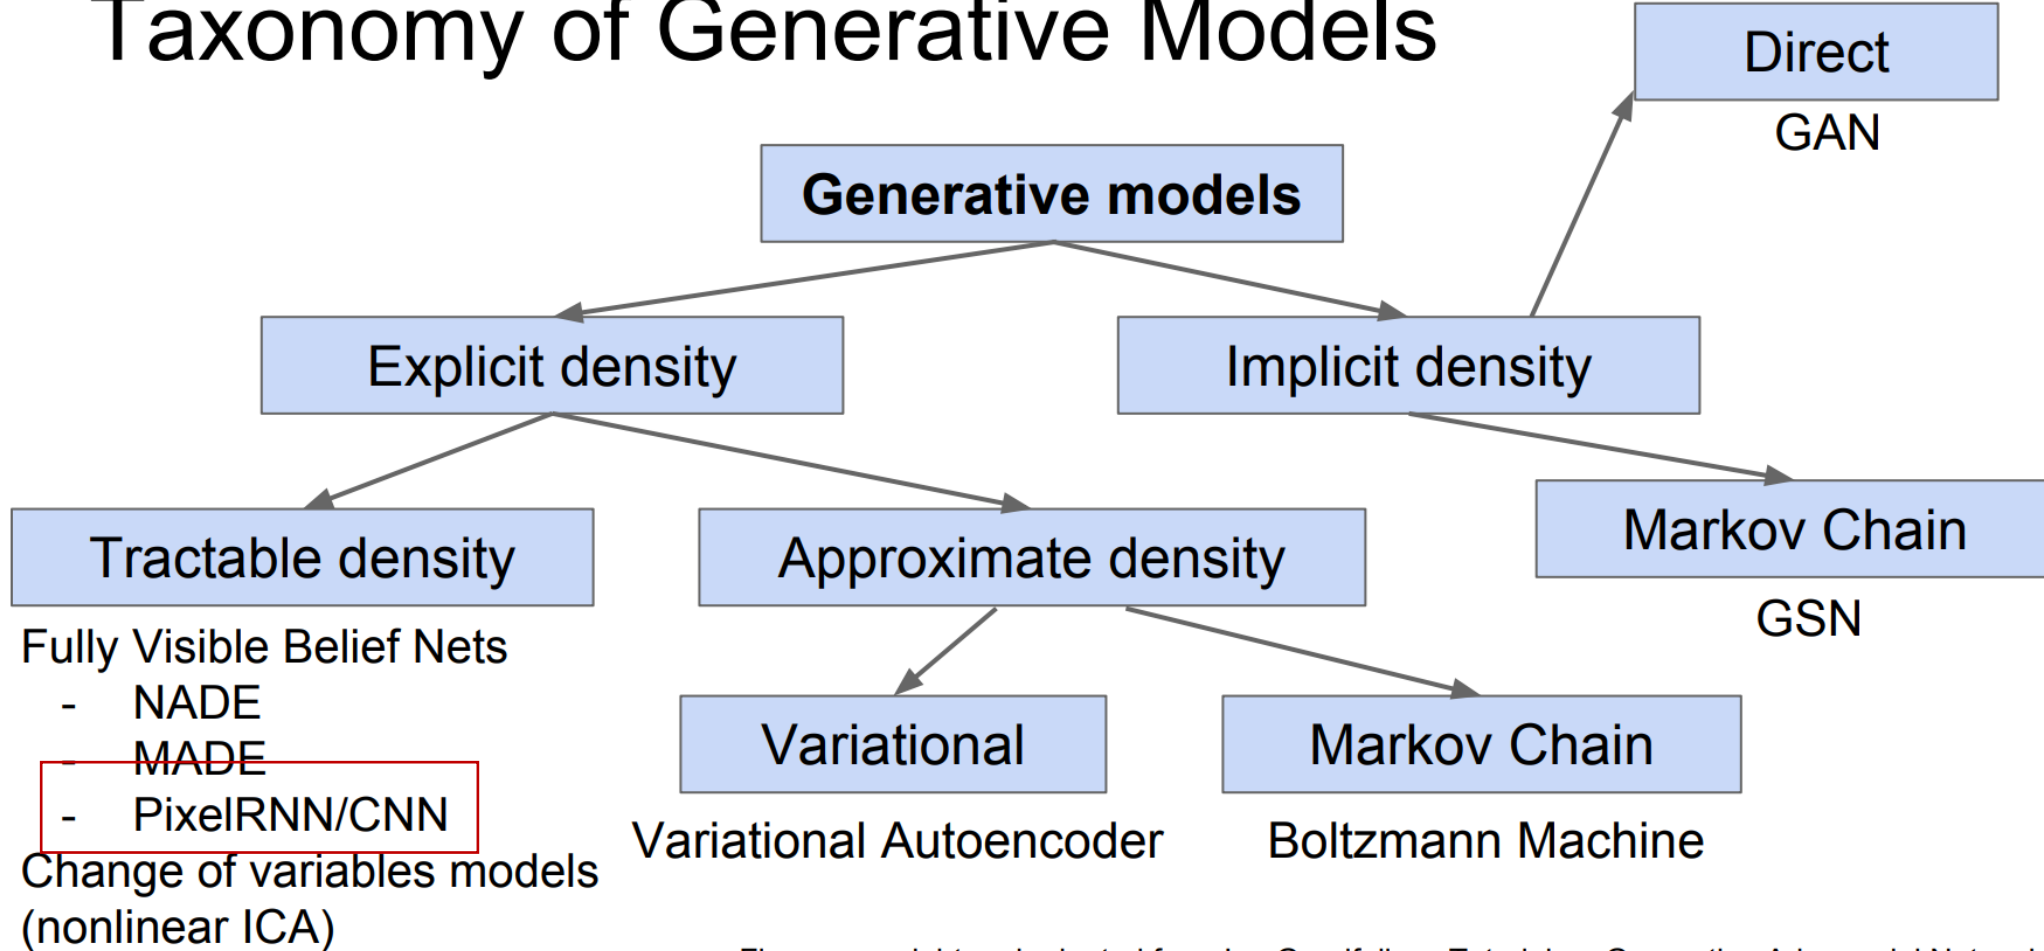 Taxonomy of Generative Models
Direct
GAN
Generative models
Explicit density
Implicit density
Tractable density
Approximate density
Markov Chain
GSN
Fully Visible Belief Nets
- NADE
- MADE
- PixelRNN/CNN
Change of variables models
(nonlinear ICA)
Variational
Markov Chain
Variational Autoencoder
Boltzmann Machine